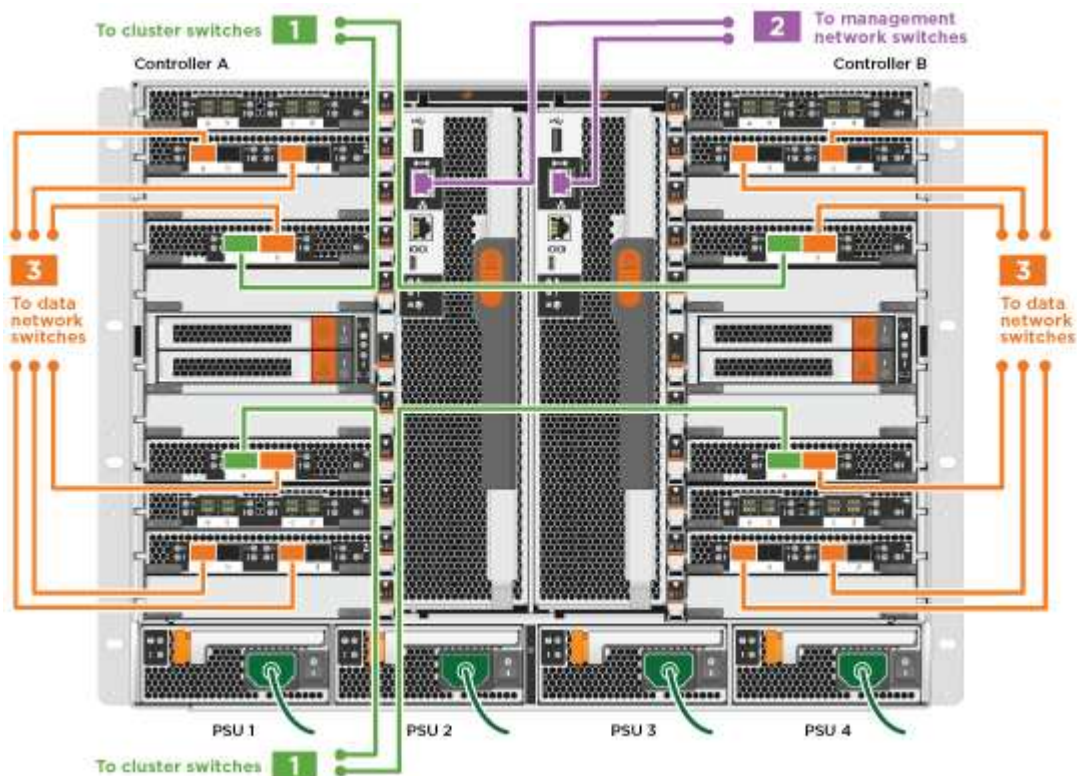 To cluster switches 1
2 To management
network switches
Controller A
Controller B
3
To data
network
switches
3
To data
network
switches
PSU 1
PSU 2
PSU 3
PSU 4
To cluster switches 1